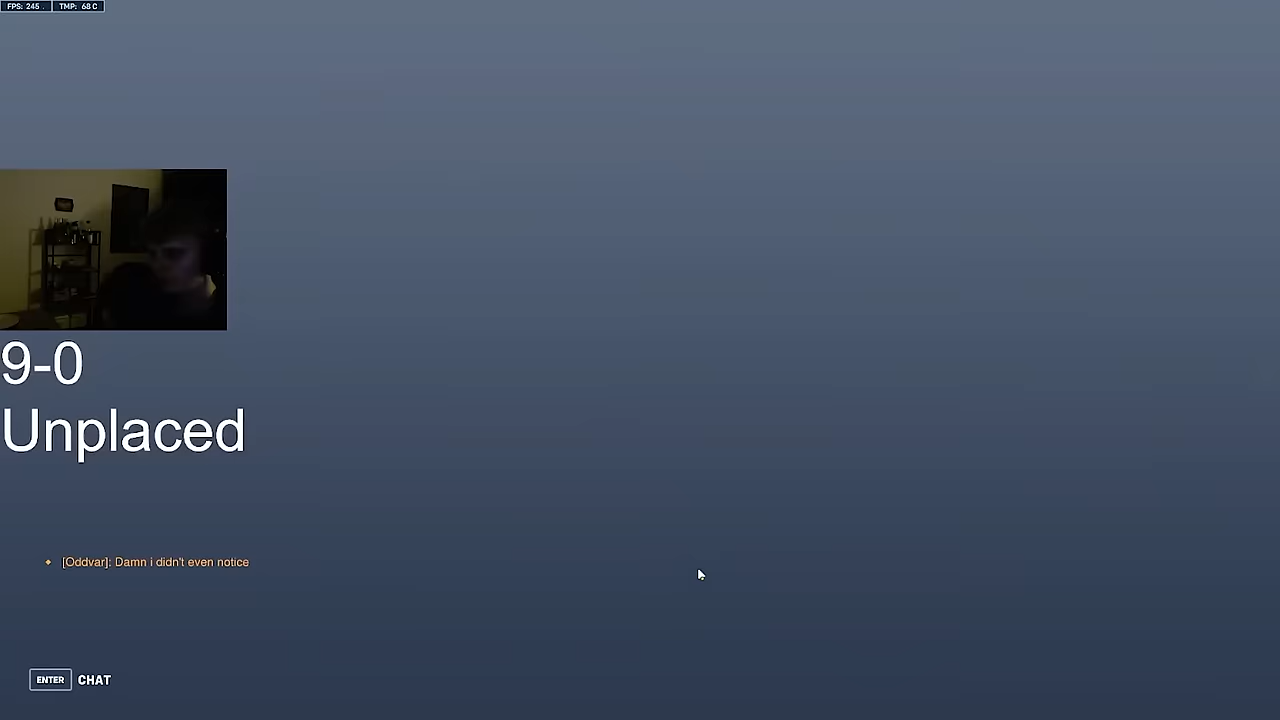 FPS: 245 . TMP: 68 C
9-0
Unplaced
[Oddvar]: Damn i didn't even notice
ENTER CHAT